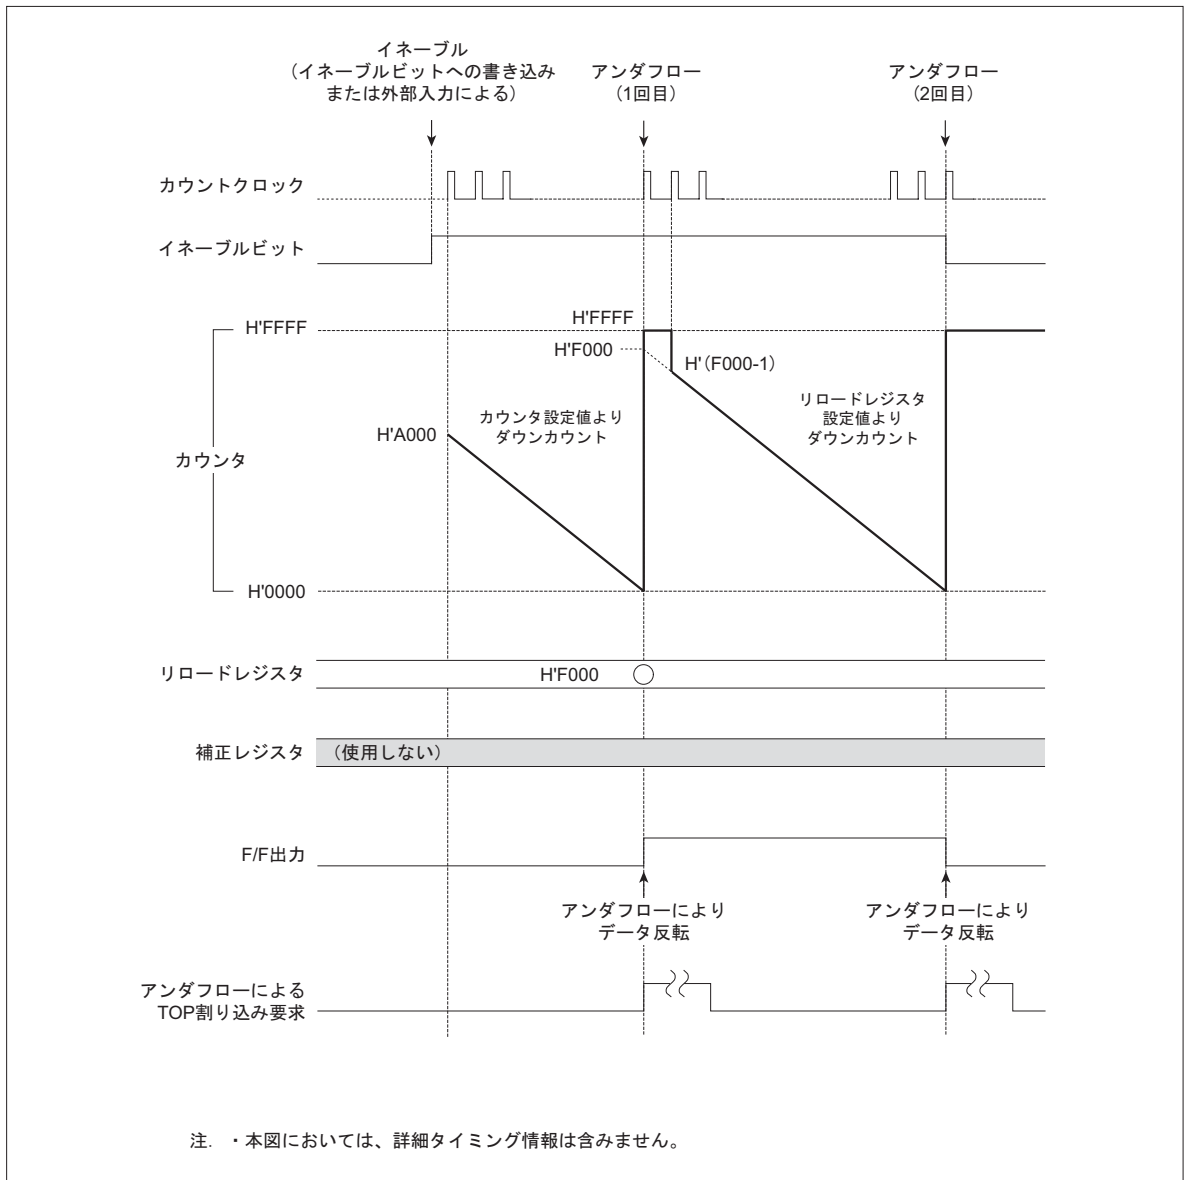 イネーブル
（イネーブルビットへの書き込み
または外部入力による）
アンダフロー
（1回目）
アンダフロー
（2回目）
カウントクロック
イネーブルビット
H'FFFF
H'FFFF
H'F000
H'（F000-1）
カウンタ設定値より
ダウンカウント
リロードレジスタ
設定値より
ダウンカウント
H'A000
カウンタ
H'0000
リロードレジスタ
H'F000
補正レジスタ
（使用しない）
F/F出力
アンダフローにより
データ反転
アンダフローにより
データ反転
アンダフローによる
TOP割り込み要求
注. ・本図においては、詳細タイミング情報は含みません。